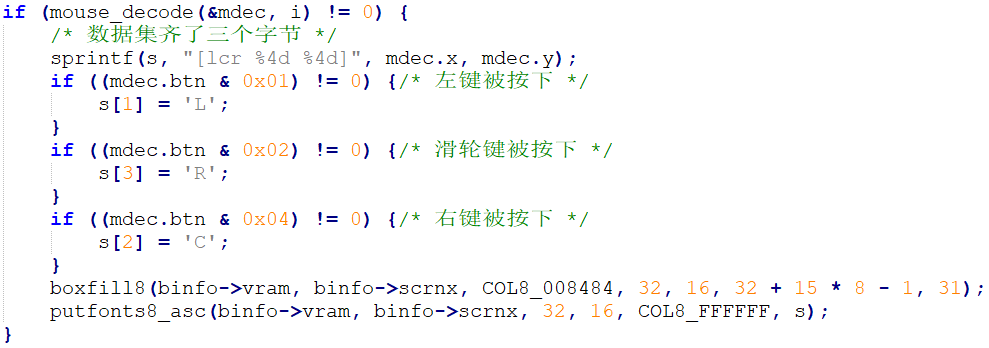 if (mouse_decode(&mdec, i) != 0) {
    /* 数据集齐了三个字节 */
    sprintf(s, "[lcr %4d %4d]", mdec.x, mdec.y);
    if ((mdec.btn & 0x01) != 0) {/* 左键被按下 */
        s[1] = 'L';
    }
    if ((mdec.btn & 0x02) != 0) {/* 滑轮键被按下 */
        s[3] = 'R';
    }
    if ((mdec.btn & 0x04) != 0) {/* 右键被按下 */
        s[2] = 'C';
    }
    boxfill8(binfo->vram, binfo->scrnx, COL8_008484, 32, 16, 32 + 15 * 8 - 1, 31);
    putfonts8_asc(binfo->vram, binfo->scrnx, 32, 16, COL8_FFFFFF, s);
}